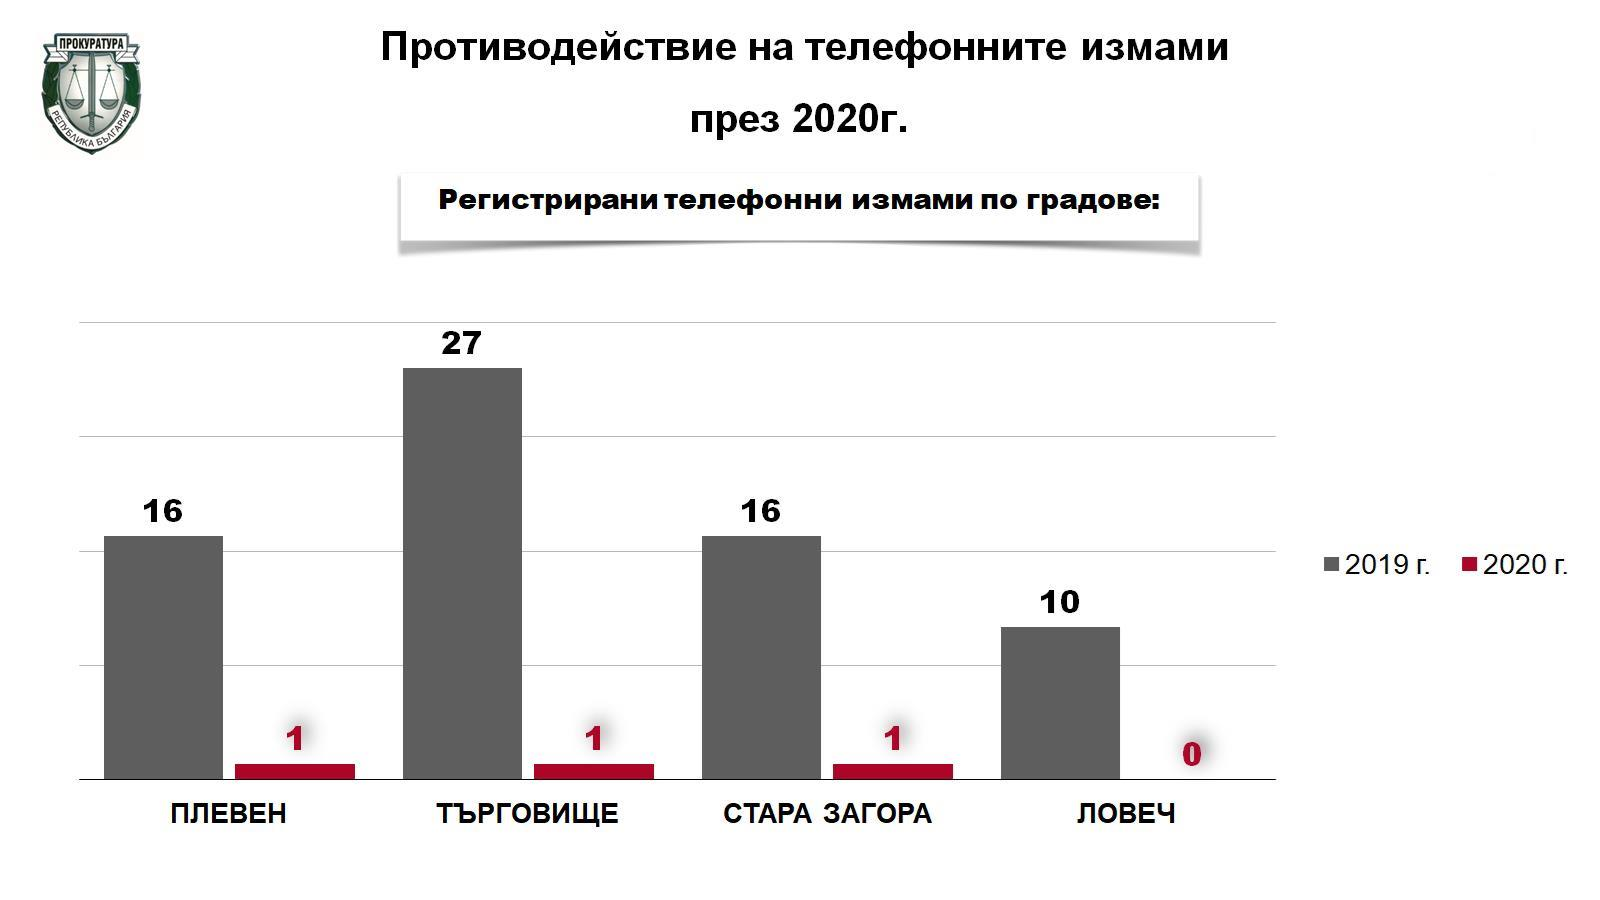 ПРОКУРАТУРА
РЕПУБЛИКА БЪЛГАРИЯ
Противодействие на телефонните измами
през 2020г.
Регистрирани телефонни измами по градове:
27
16
16
10
1
1
1
0
2019 г.
2020 г.
ПЛЕВЕН
ТЪРГОВИЩЕ
СТАРА ЗАГОРА
ЛОВЕЧ